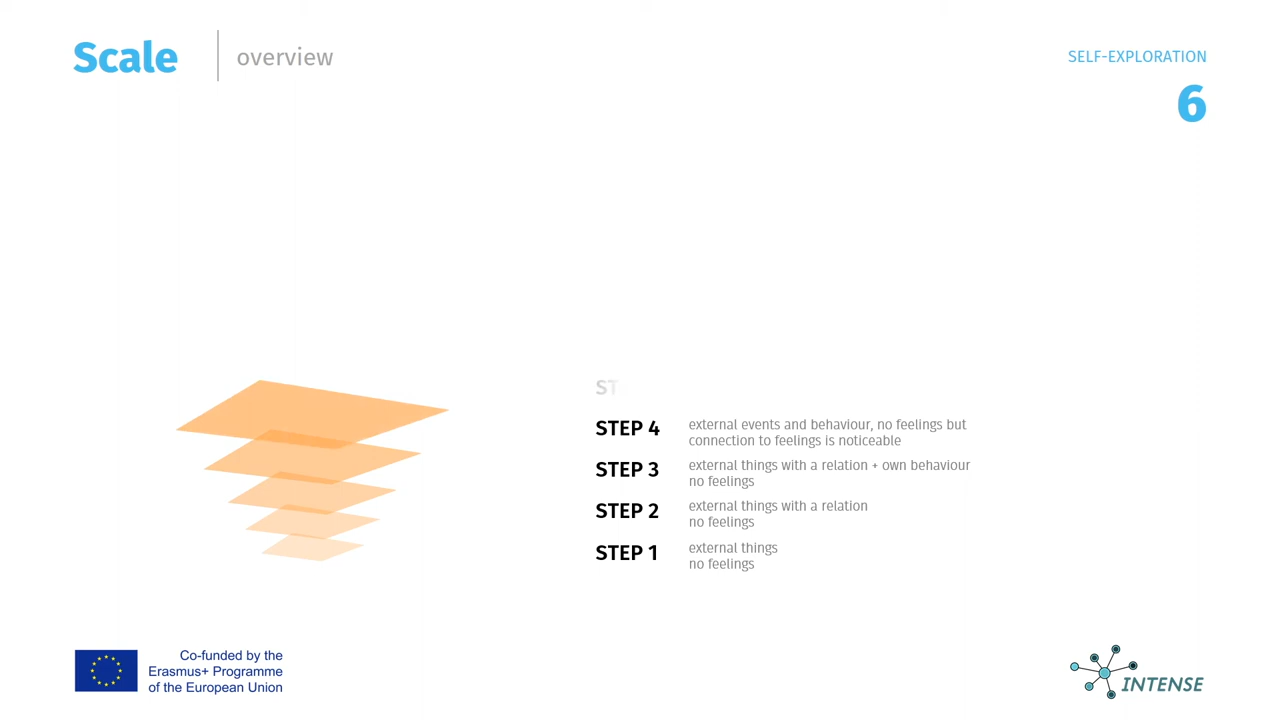 Scale
overview
SELF-EXPLORATION
6
STEP 4
external events and behaviour, no feelings but
connection to feelings is noticeable
STEP 3
external things with a relation + own behaviour
no feelings
STEP 2
external things with a relation
no feelings
STEP 1
external things
no feelings
Co-funded by the
Erasmus+ Programme
of the European Union
INTENSE